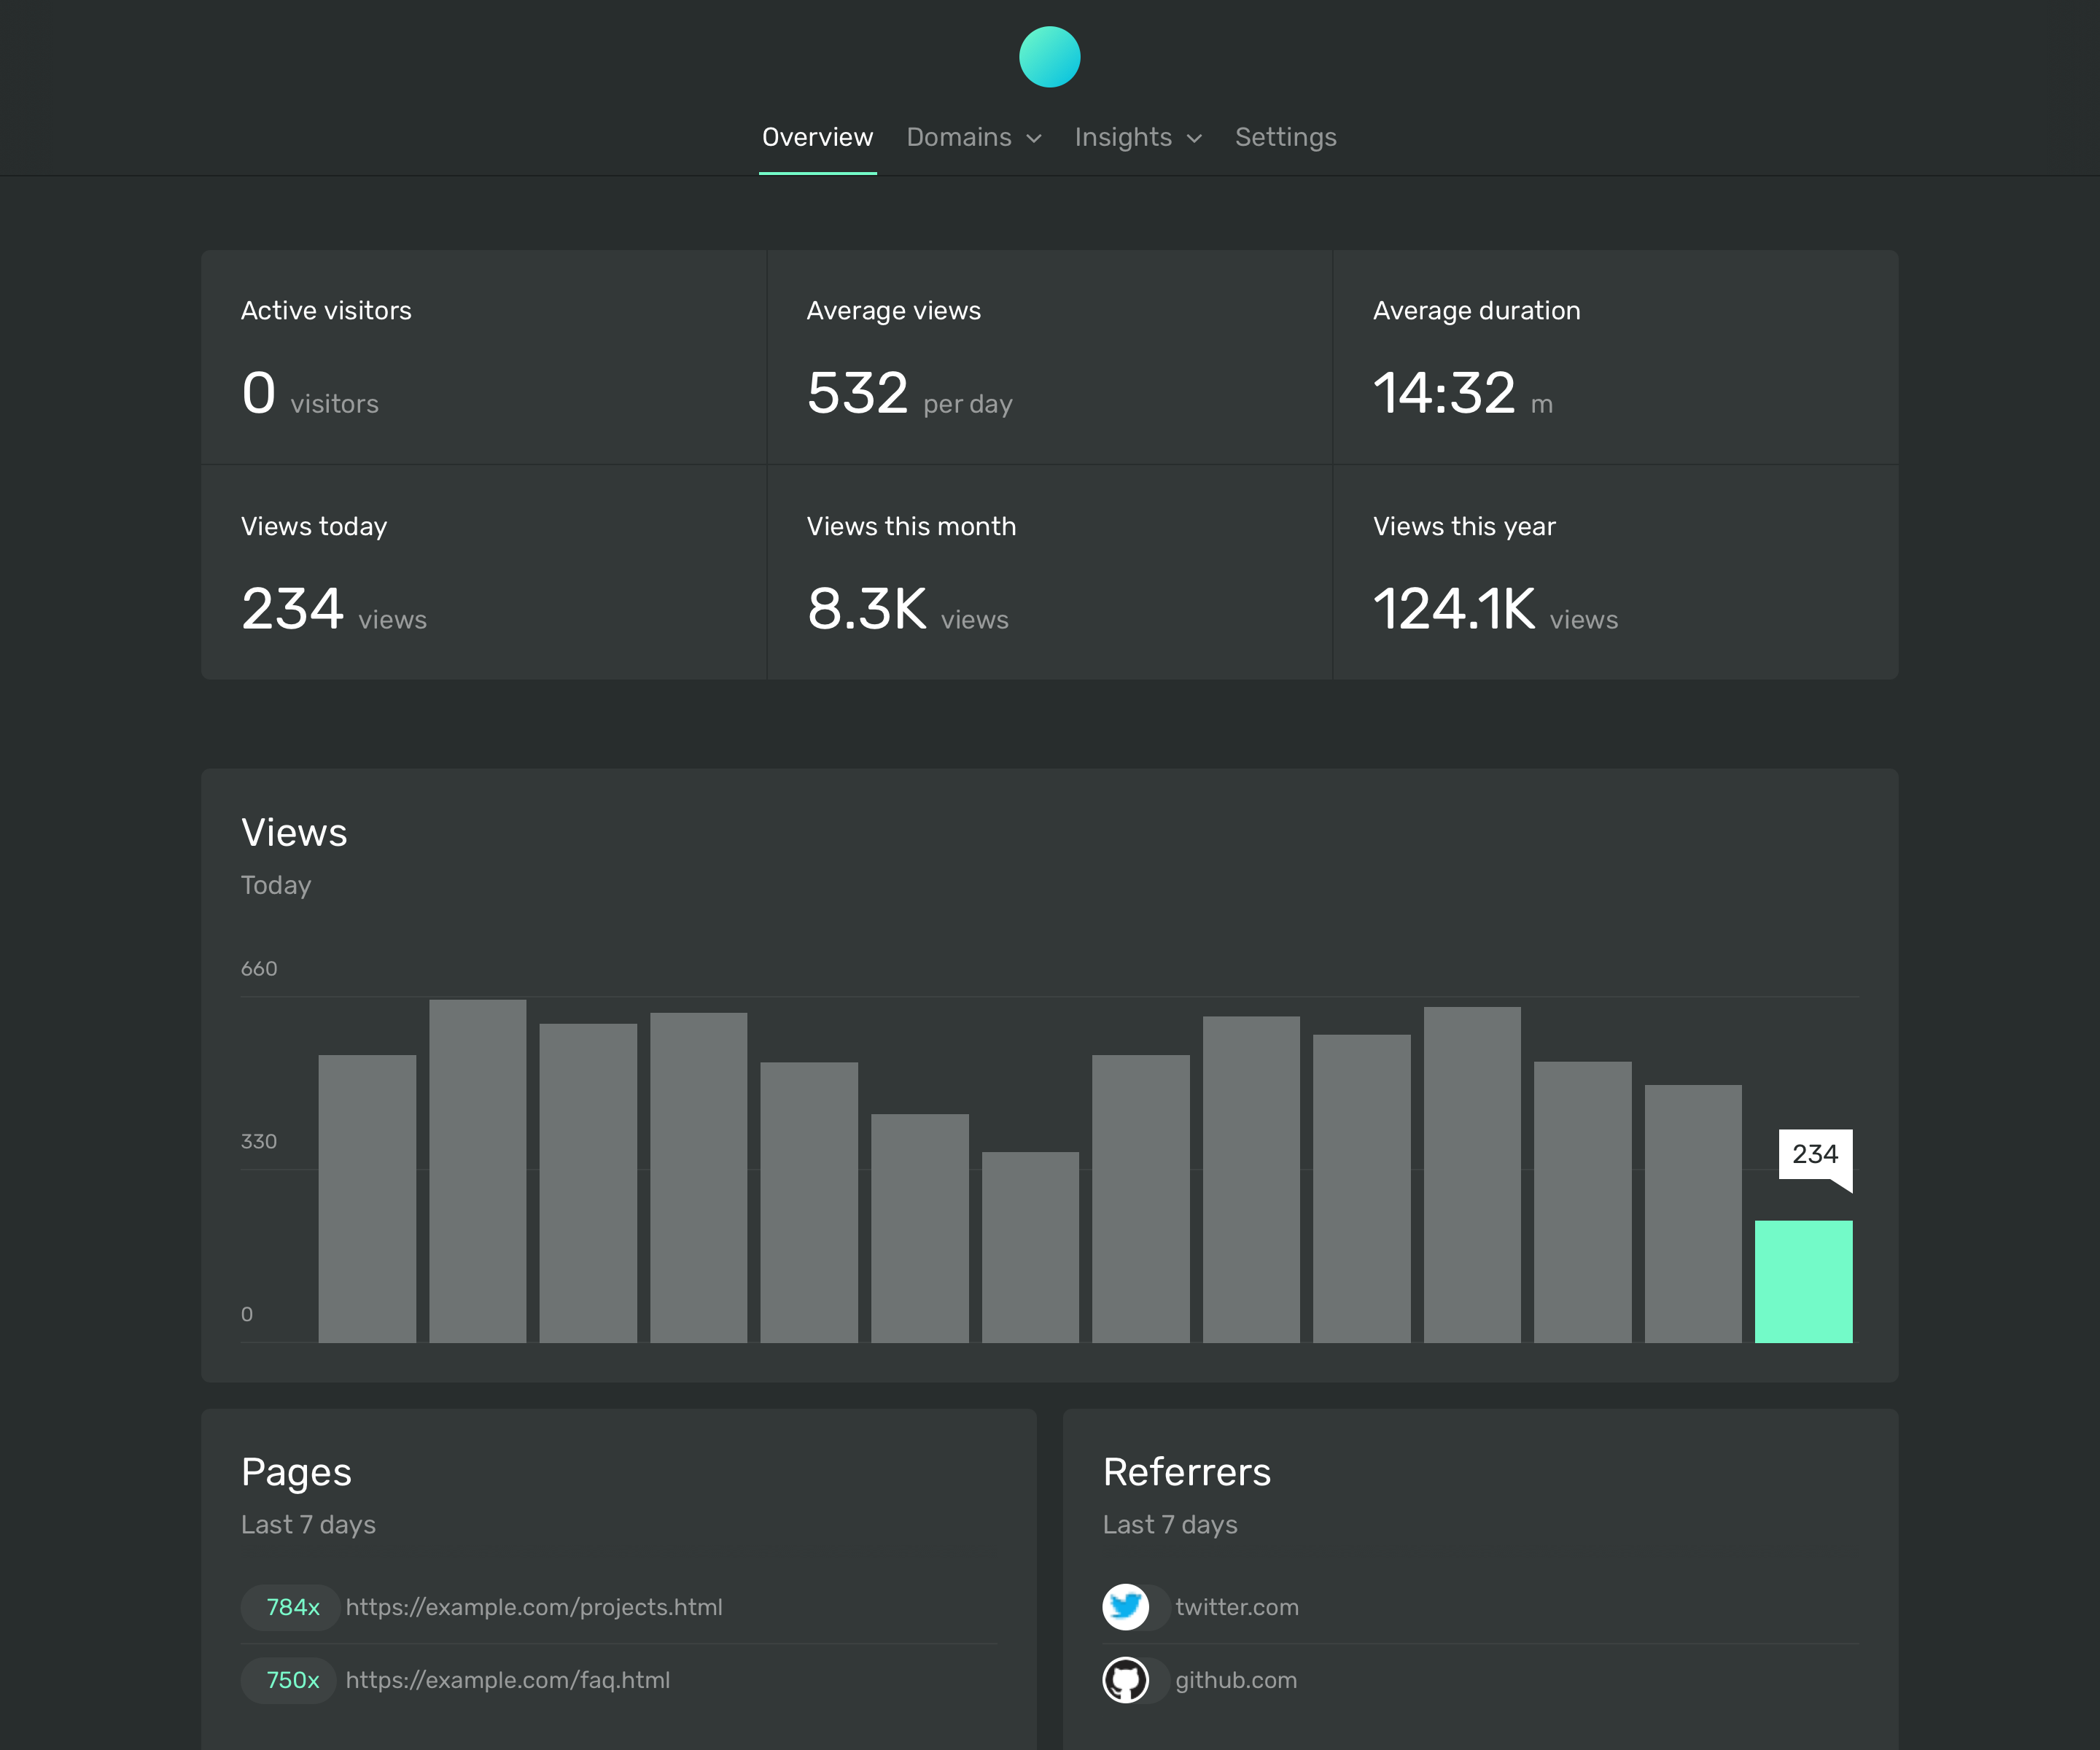 Overview Domains Insights Settings
Active visitors
0 visitors
Average views
532 per day
Average duration
14:32 m
Views today
234 views
Views this month
8.3K views
Views this year
124.1K views
Views
Today
660
330
234
0
Pages
Last 7 days
784x https://example.com/projects.html
750x https://example.com/faq.html
Referrers
Last 7 days
twitter.com
github.com